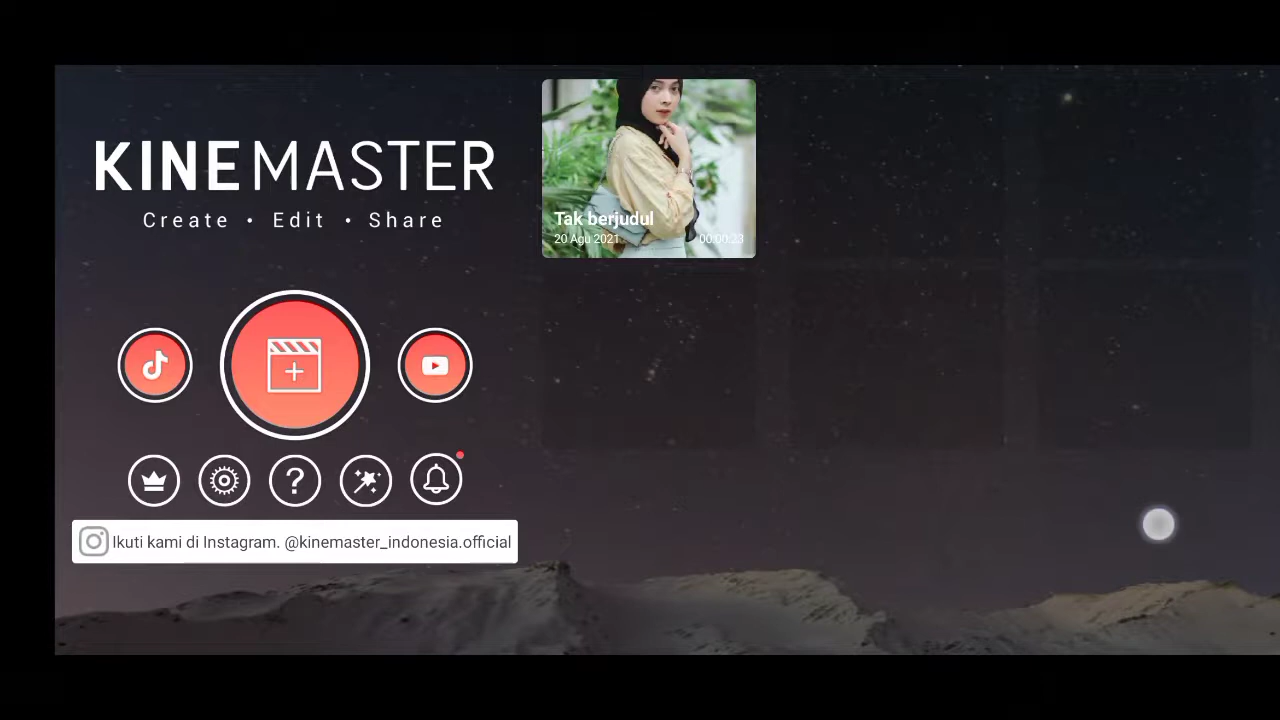 KINEMASTER
Create • Edit • Share
Tak berjudul
20 Agu 2021 00:00:23
?
Ikuti kami di Instagram. @kinemaster_indonesia.official